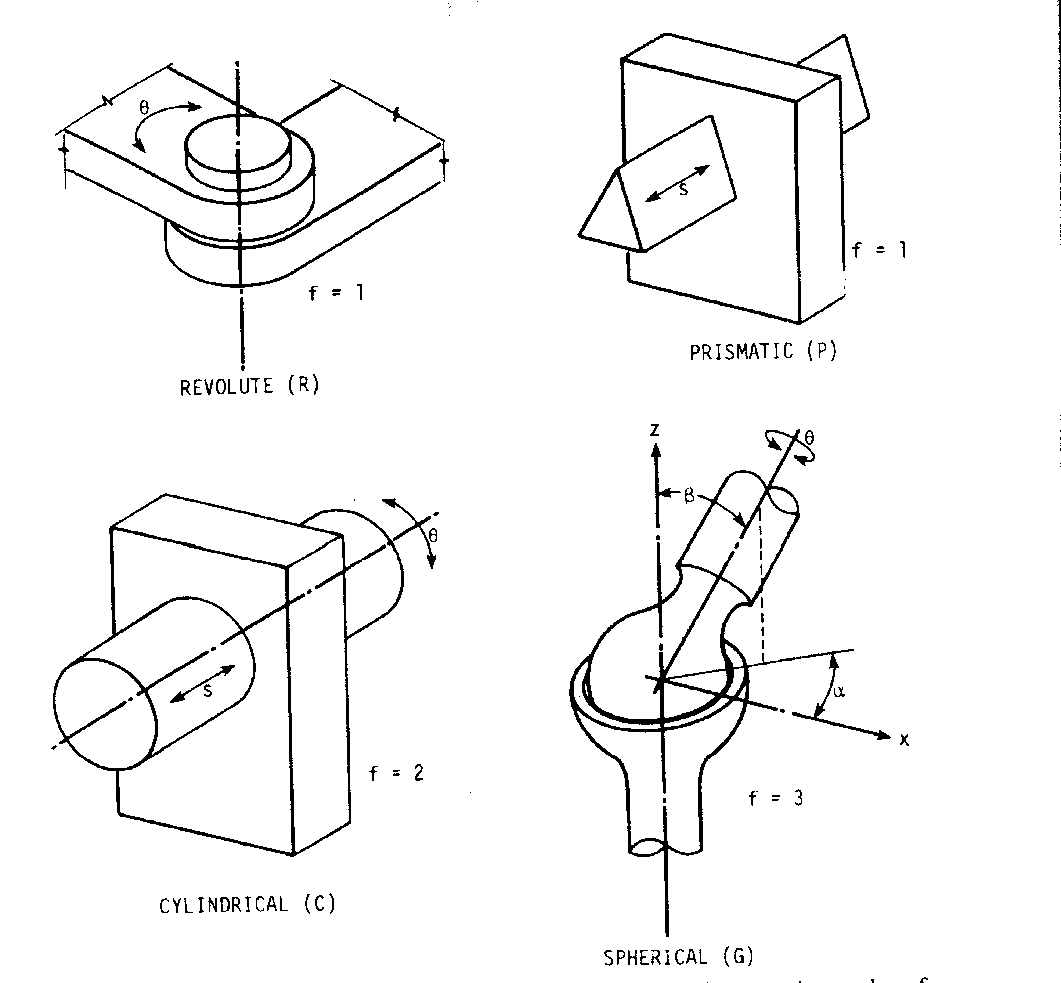 θ
S
f = 1
f = 1
PRISMATIC (P)
REVOLUTE (R)
z
θ
β
θ
S
α
x
f = 2
f = 3
CYLINDRICAL (C)
SPHERICAL (G)